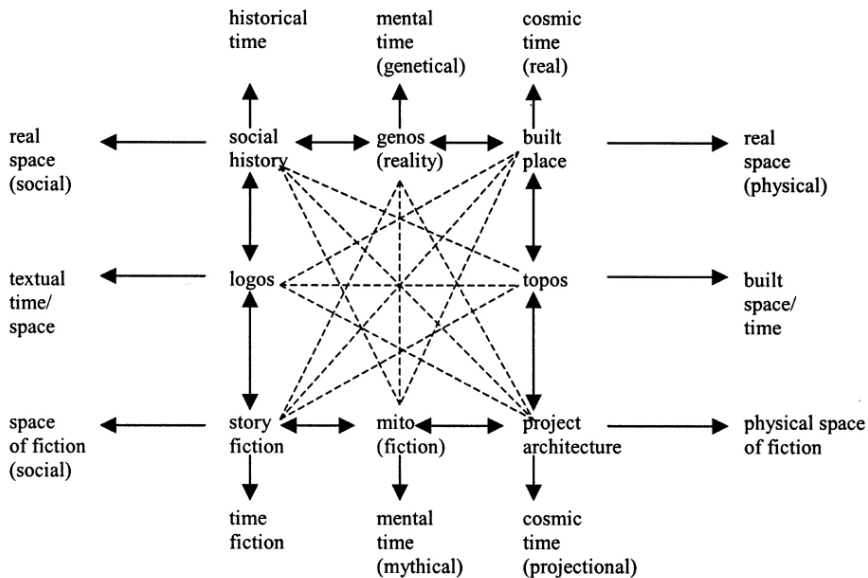 historical
time
mental
time
(genetical)
cosmic
time
(real)
real
space
(social)
social
history
genos
(reality)
built
place
real
space
(physical)
textual
time/
space
logos
topos
built
space/
time
space
of fiction
(social)
story
fiction
mito
(fiction)
project
architecture
physical space
of fiction
time
fiction
mental
time
(mythical)
cosmic
time
(projectional)